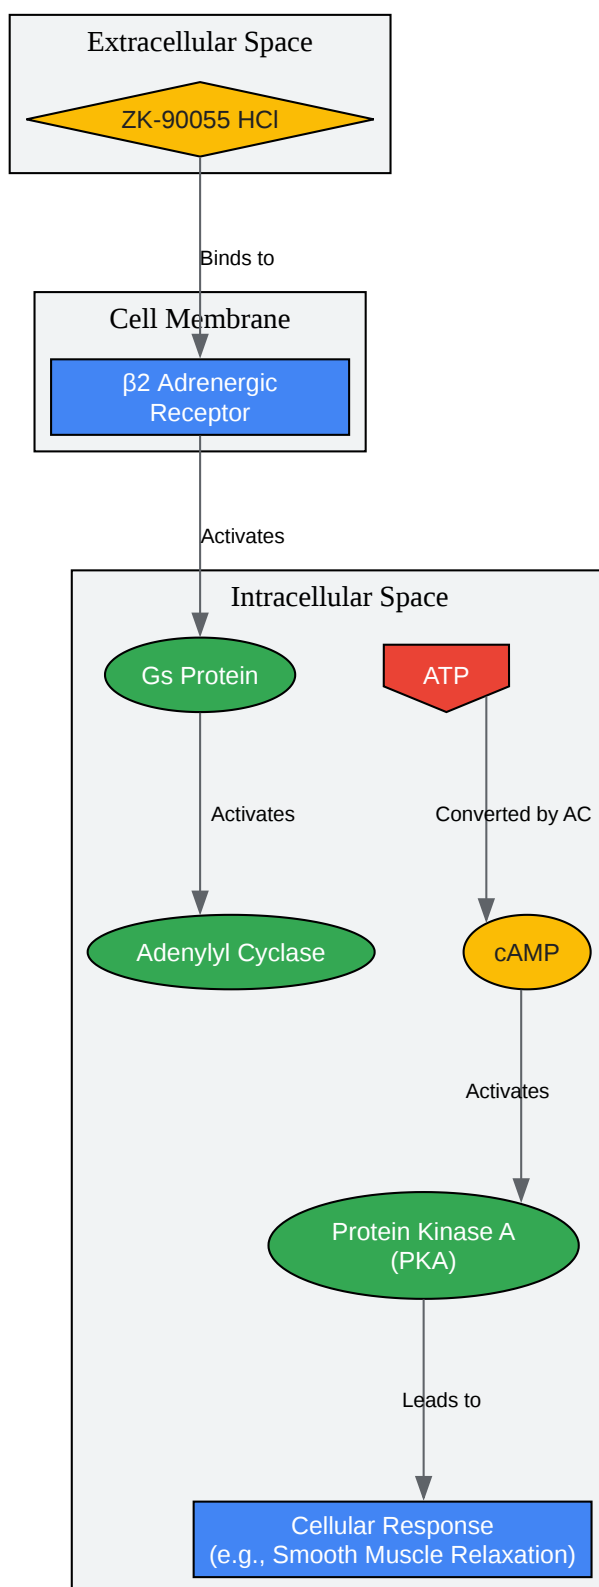 Extracellular Space
ZK-90055 HCl
Binds to
Cell Membrane
β2 Adrenergic
Receptor
Activates
Intracellular Space
Gs Protein
ATP
Activates
Converted by AC
Adenylyl Cyclase
cAMP
Activates
Protein Kinase A
(PKA)
Leads to
Cellular Response
(e.g., Smooth Muscle Relaxation)